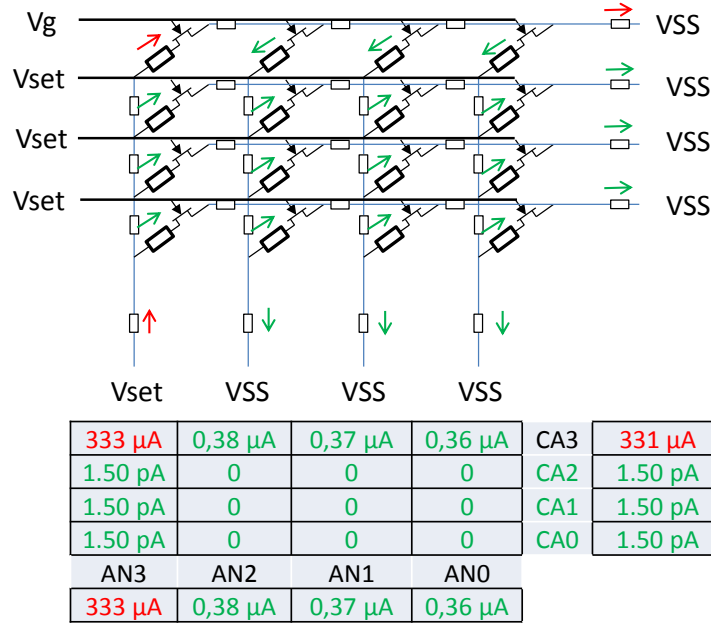 Vg VSS
Vset VSS
Vset VSS
Vset VSS
Vset VSS VSS VSS
333 µA 0,38 µA 0,37 µA 0,36 µA CA3 331 µA
1.50 pA 0 0 0 CA2 1.50 pA
1.50 pA 0 0 0 CA1 1.50 pA
1.50 pA 0 0 0 CA0 1.50 pA
AN3 AN2 AN1 AN0
333 µA 0,38 µA 0,37 µA 0,36 µA